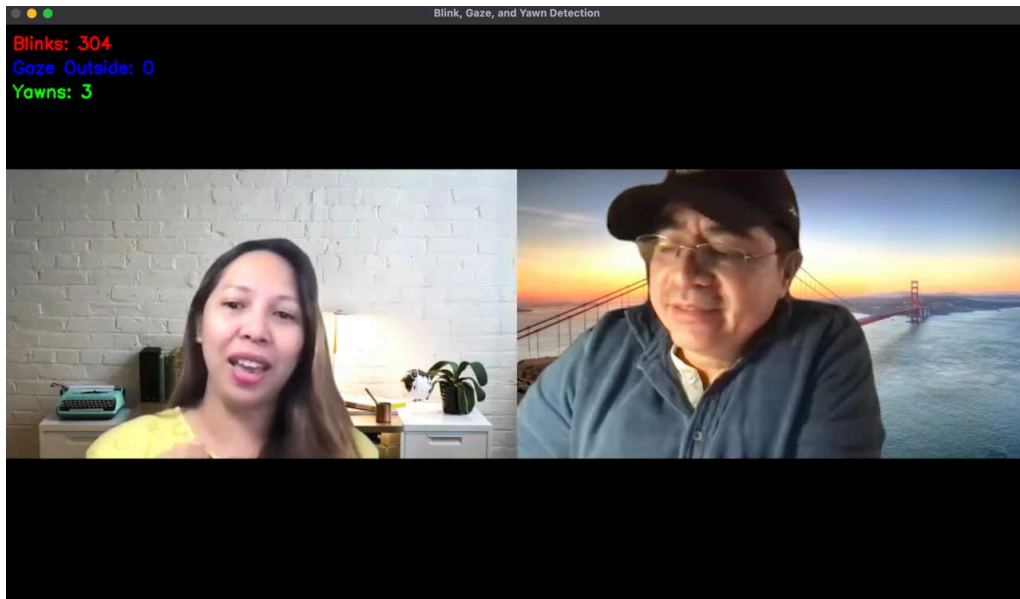 Blink, Gaze, and Yawn Detection
Blinks: 304
Gaze Outside: 0
Yawns: 3